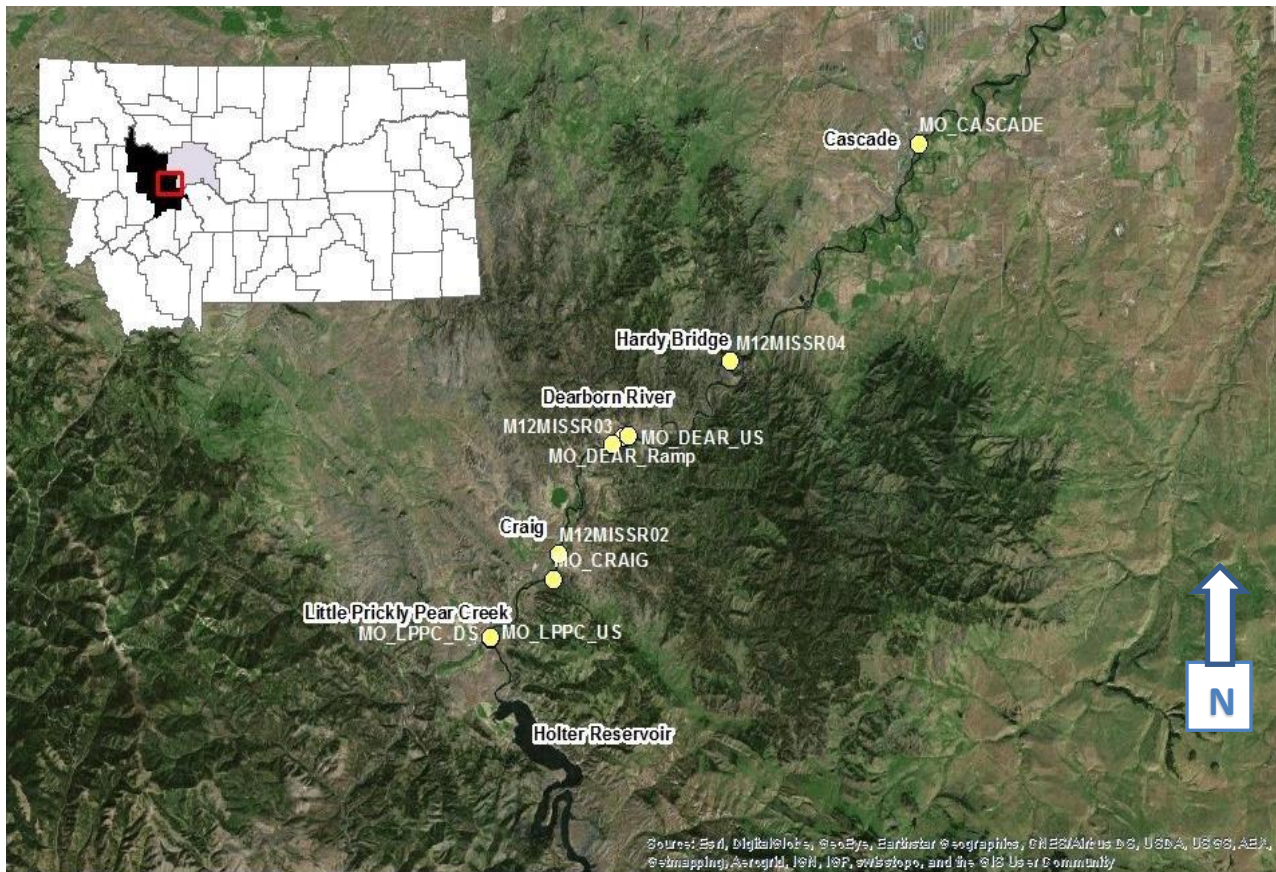 MO_CASCADE
Cascade
Hardy Bridge
M12MISSR04
Dearborn River
M12MISSR03
MO_DEAR_US
MO_DEAR_Ramp
Craig
M12MISSR02
MO_CRAIG
Little Prickly Pear Creek
MO_LPPC_DS
MO_LPPC_US
Holter Reservoir
N
Source: Esri, DigitalGlobe, GeoEye, Earthstar Geographics, CNES/Airbus DS, USDA, USGS, AEX,
Getmapping, Aerogrid, IGN, IGP, swisstopo, and the GIS User Community